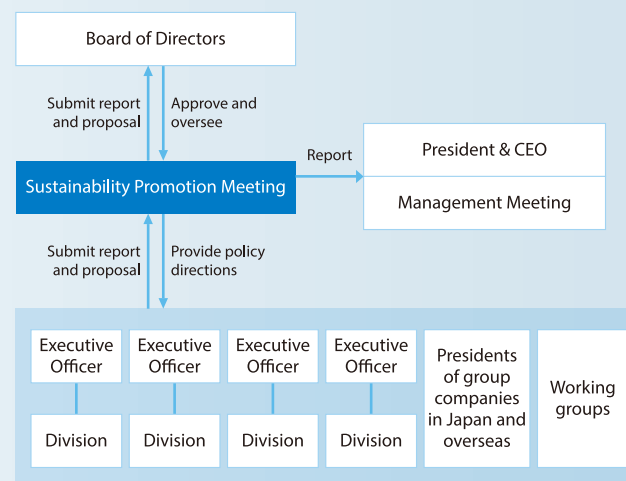 Board of Directors
Submit report
and proposal
Approve and
oversee
Report
President & CEO
Management Meeting
Sustainability Promotion Meeting
Submit report
and proposal
Provide policy
directions
Executive
Officer
Executive
Officer
Executive
Officer
Executive
Officer
Division
Division
Division
Division
Presidents
of group
companies
in Japan and
overseas
Working
groups